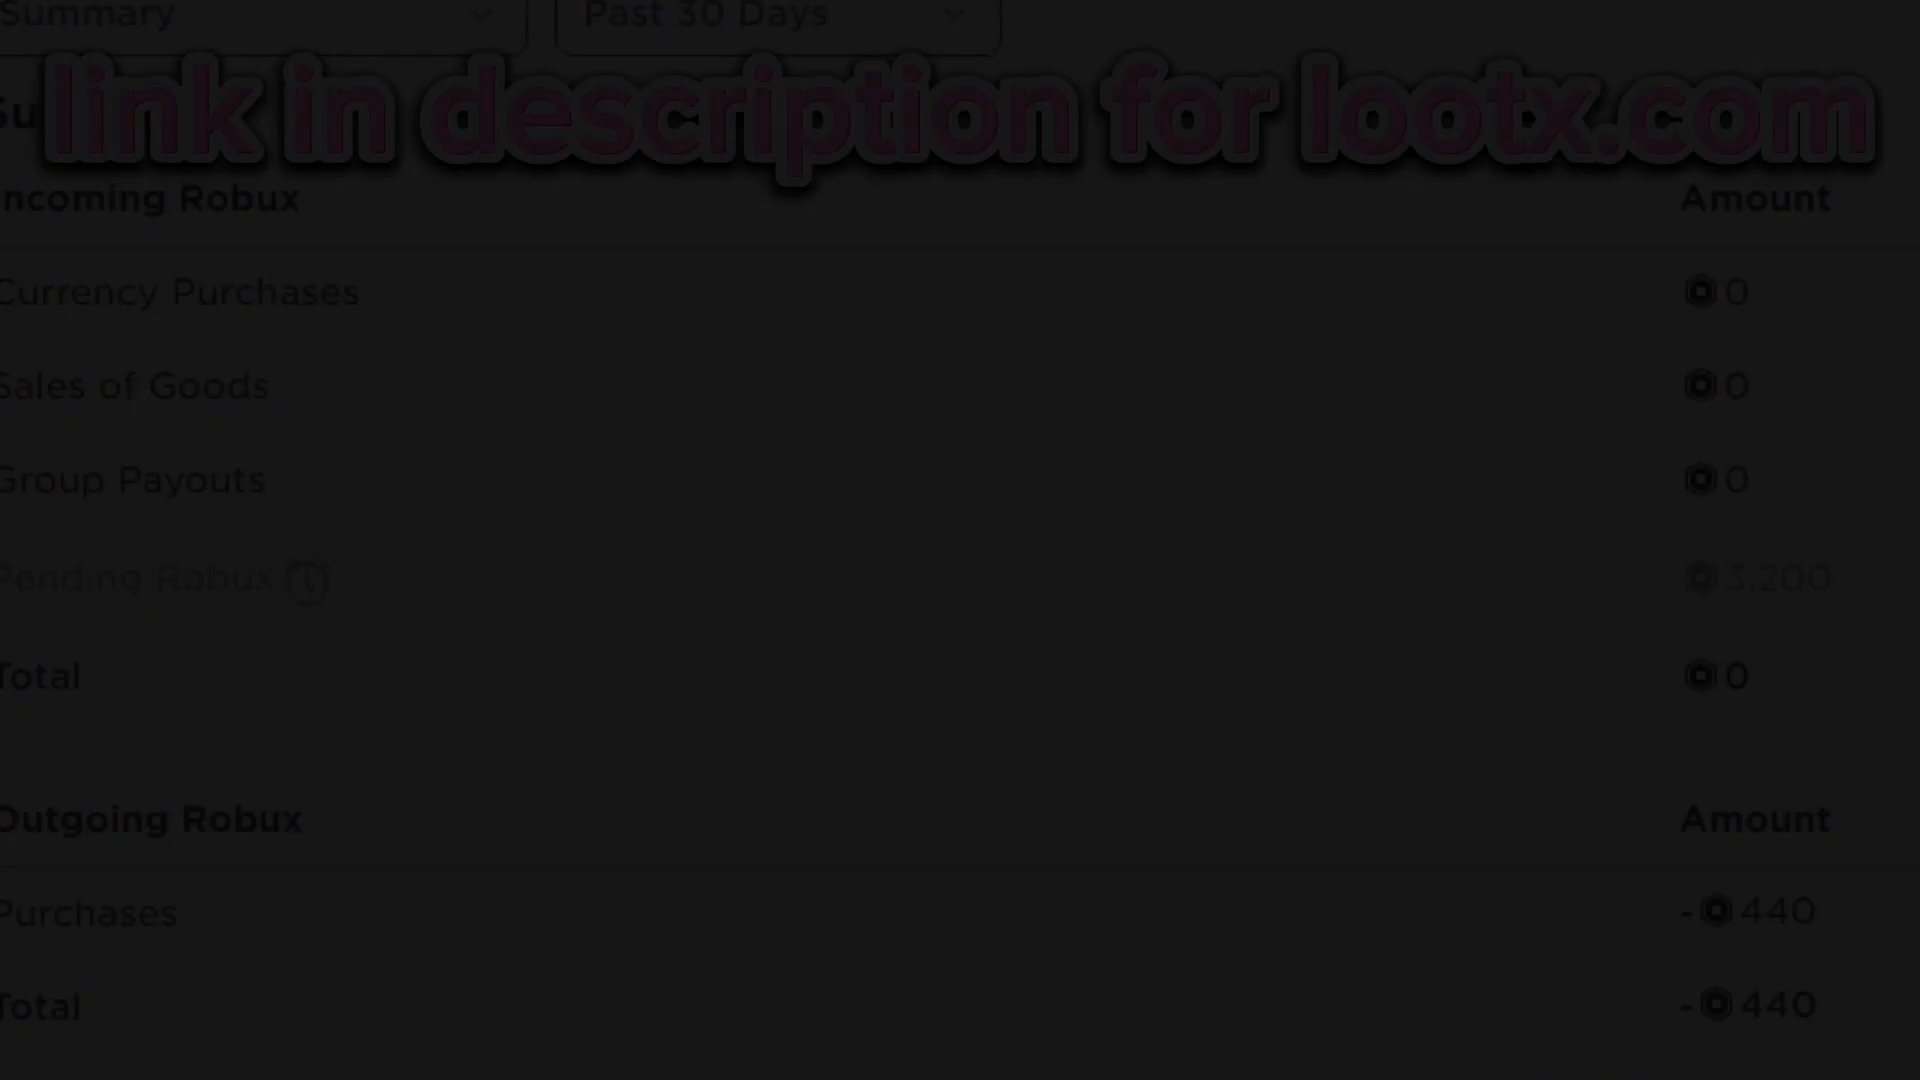 Summary Past 30 Days
link in description for lootx.com
Incoming Robux Amount
Currency Purchases 0
Sales of Goods 0
Group Payouts 0
Pending Robux 3.200
Total 0
Outgoing Robux Amount
Purchases -440
Total -440